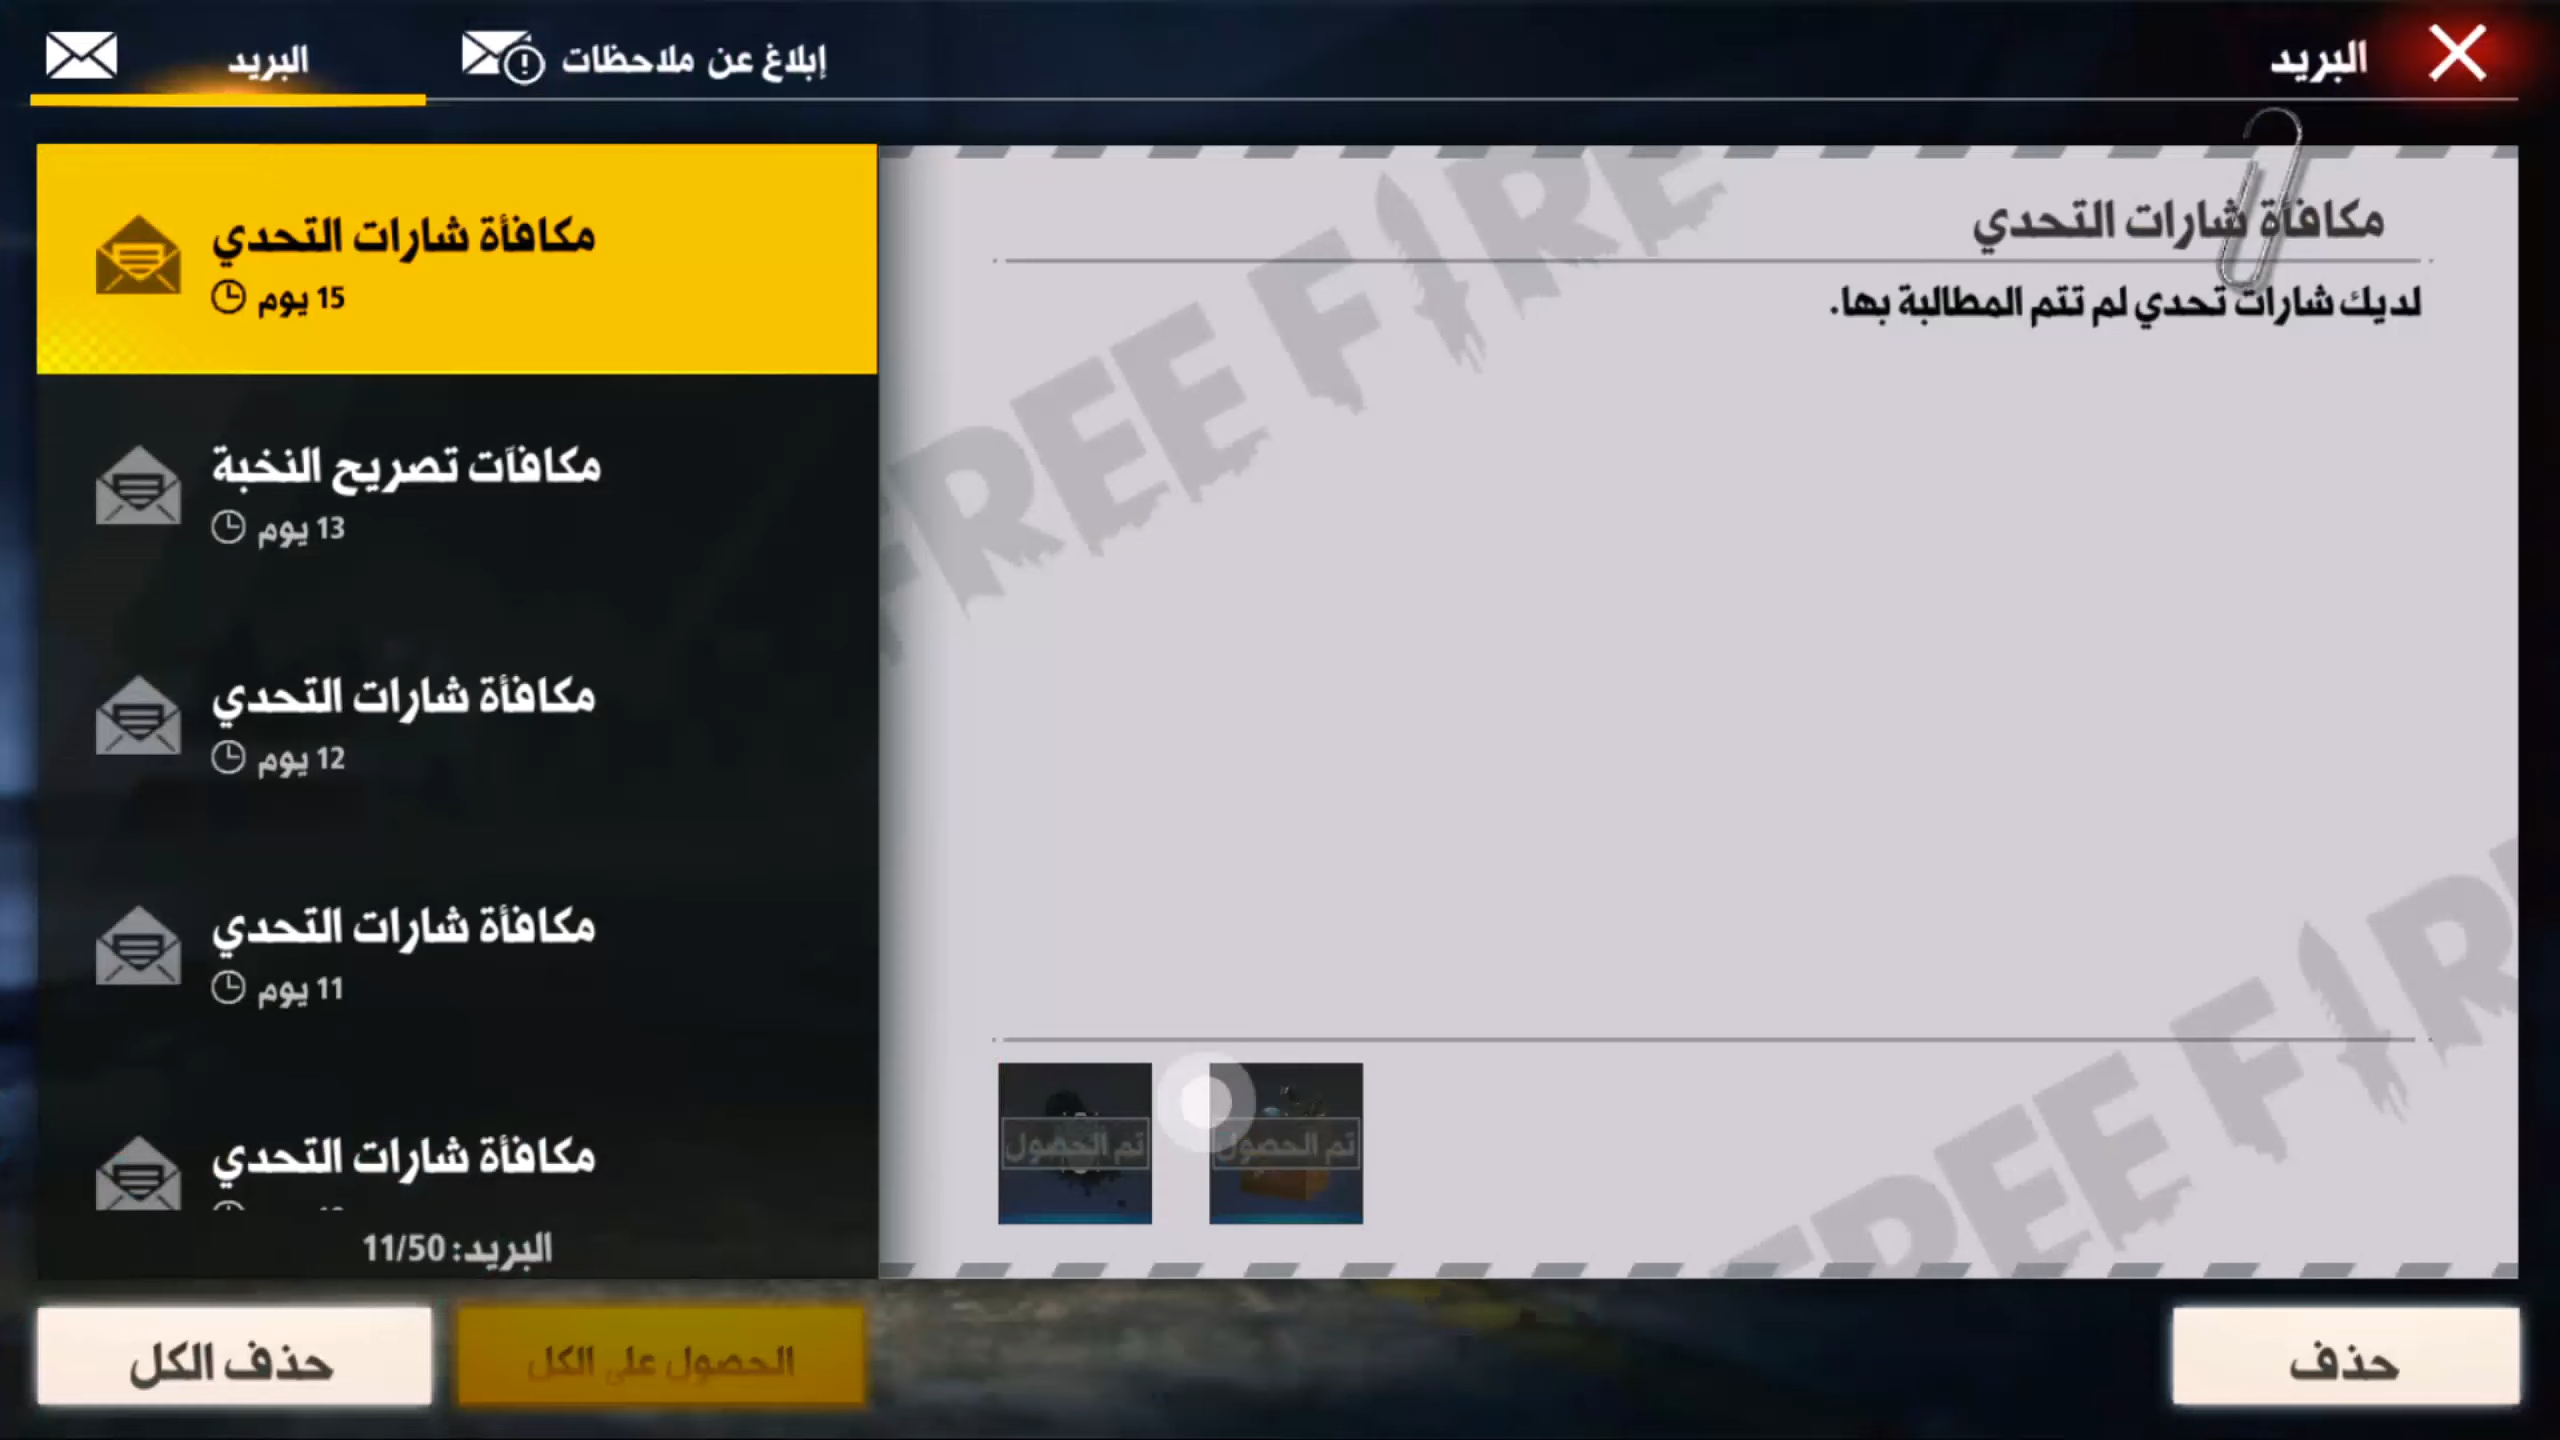 البريد
إبلاغ عن ملاحظات
البريد
مكافأة شارات التحدي
15 يوم
مكافآت تصريح النخبة
13 يوم
مكافأة شارات التحدي
12 يوم
مكافأة شارات التحدي
11 يوم
مكافأة شارات التحدي
البريد: 11/50
حذف الكل
الحصول على الكل
مكافأة شارات التحدي
لديك شارات تحدي لم تتم المطالبة بها.
FREE FIRE
FREE FIR
تم الحصول
تم الحصول
حذف